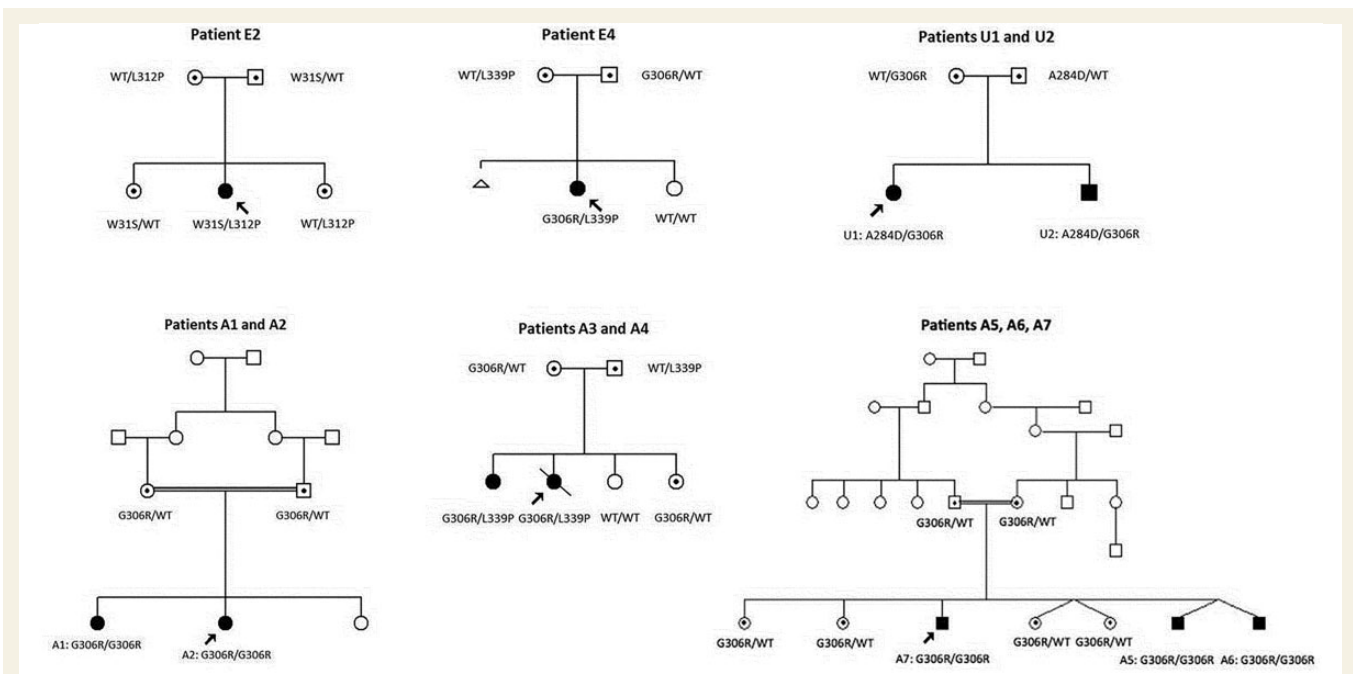 Patient E2
WT/L312P W31S/WT
W31S/WT W31S/L312P WT/L312P
Patient E4
WT/L339P G306R/WT
G306R/L339P WT/WT
Patients U1 and U2
WT/G306R A284D/WT
U1: A284D/G306R U2: A284D/G306R
Patients A1 and A2
G306R/WT G306R/WT
A1: G306R/G306R A2: G306R/G306R
Patients A3 and A4
G306R/WT WT/L339P
G306R/L339P G306R/L339P WT/WT G306R/WT
Patients A5, A6, A7
G306R/WT G306R/WT
G306R/WT G306R/WT A7: G306R/G306R G306R/WT G306R/WT A5: G306R/G306R A6: G306R/G306R